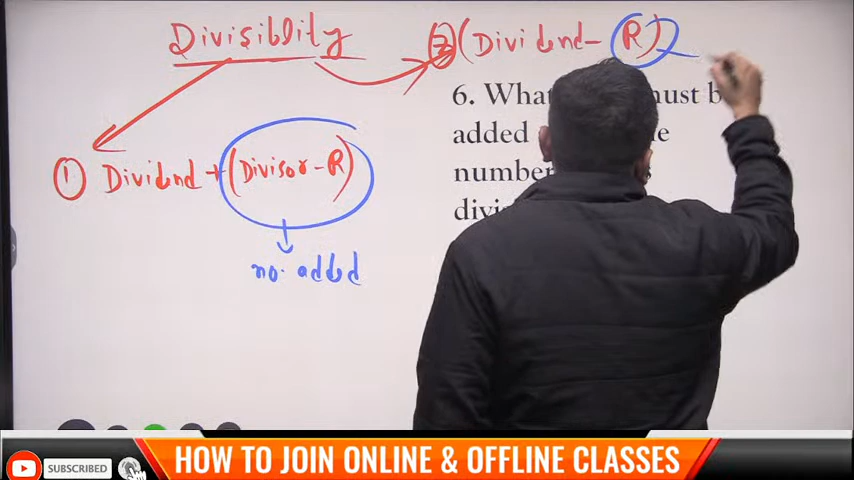 Divisiblity
② (Dividend - R)
① Dividend + (Divisor - R)
no. added
6. What must b
added
number
divi
SUBSCRIBED
HOW TO JOIN ONLINE & OFFLINE CLASSES